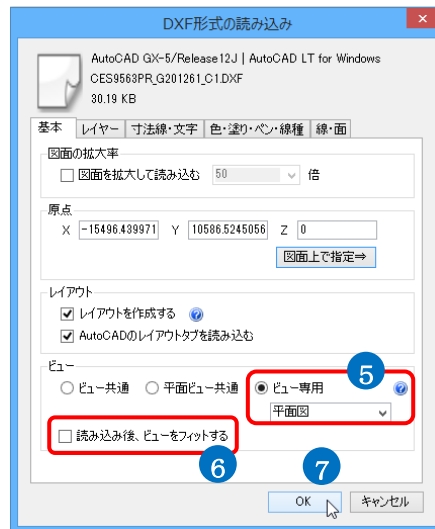 DXF形式の読み込み
AutoCAD GX-5/Release12J | AutoCAD LT for Windows
CES9563PR_G201261_C1.DXF
30.19 KB
基本 レイヤー 寸法線・文字 色・塗り・ペン・線種 線・面
図面の拡大率
図面を拡大して読み込む 50 倍
原点
X -15496.439971 Y 10586.5245056 Z 0
図面上で指定⇒
レイアウト
レイアウトを作成する
AutoCADのレイアウトタブを読み込む
ビュー
ビュー共通 平面ビュー共通 ビュー専用 5
平面図
読み込み後、ビューをフィットする
6 7
OK キャンセル